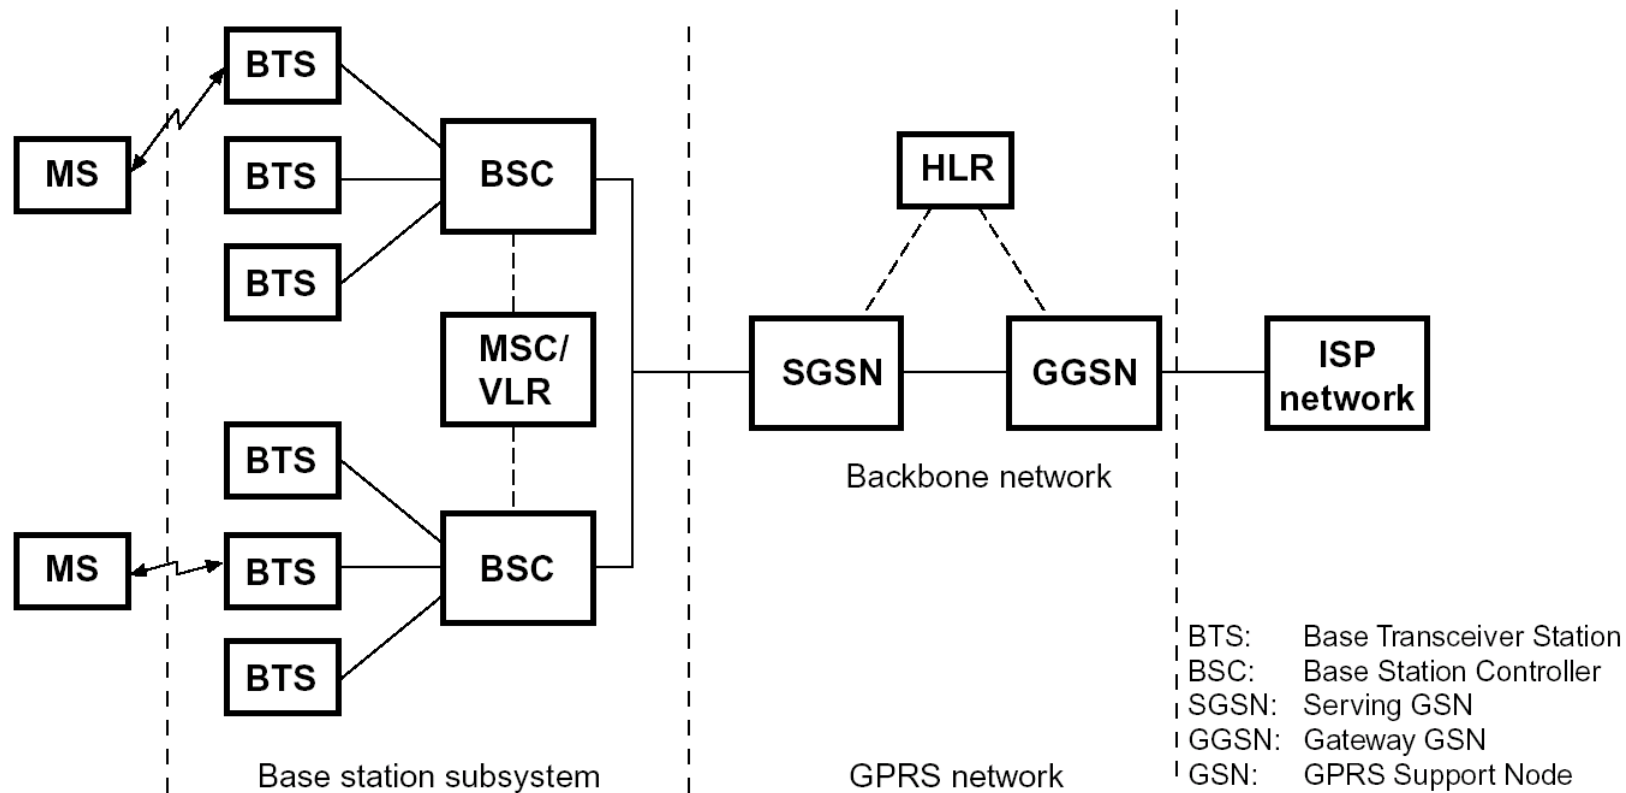 BTS
MS
BTS
BSC
HLR
BTS
MSC/
VLR
SGSN
GGSN
ISP
network
BTS
Backbone network
MS
BTS
BSC
BTS
BTS: Base Transceiver Station
BSC: Base Station Controller
SGSN: Serving GSN
GGSN: Gateway GSN
GSN: GPRS Support Node
Base station subsystem
GPRS network